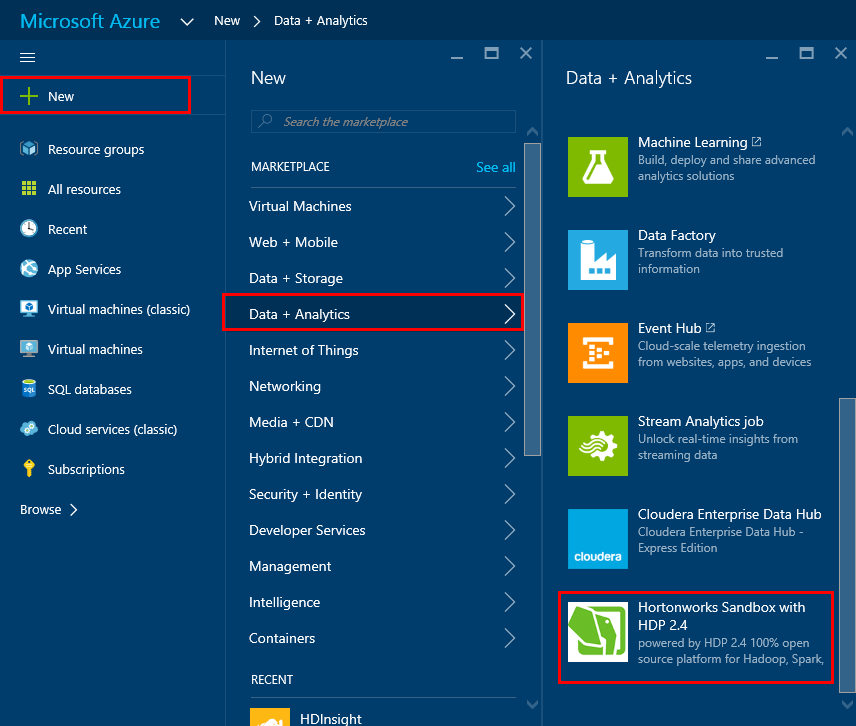 Microsoft Azure New Data + Analytics
New
Resource groups
All resources
Recent
App Services
Virtual machines (classic)
Virtual machines
SQL
SQL databases
Cloud services (classic)
Subscriptions
Browse
New
Search the marketplace
MARKETPLACE See all
Virtual Machines
Web + Mobile
Data + Storage
Data + Analytics
Internet of Things
Networking
Media + CDN
Hybrid Integration
Security + Identity
Developer Services
Management
Intelligence
Containers
RECENT
HDInsight
Data + Analytics
Machine Learning
Build, deploy and share advanced
analytics solutions
Data Factory
Transform data into trusted
information
Event Hub
Cloud-scale telemetry ingestion
from websites, apps, and devices
Stream Analytics job
Unlock real-time insights from
streaming data
cloudera
Cloudera Enterprise Data Hub
Cloudera Enterprise Data Hub -
Express Edition
Hortonworks Sandbox with
HDP 2.4
powered by HDP 2.4 100% open
source platform for Hadoop, Spark,